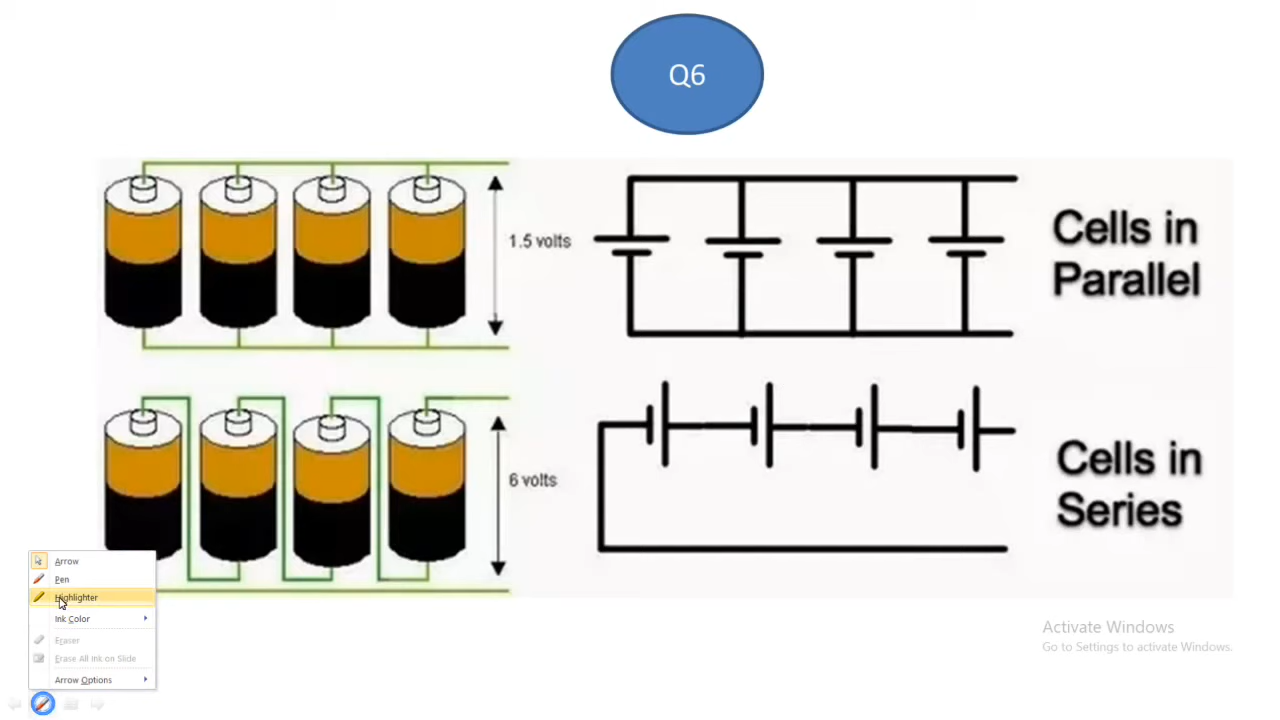 Q6
1.5 volts
Cells in
Parallel
6 volts
Cells in
Series
Arrow
Pen
Highlighter
Ink Color
Eraser
Erase All Ink on Slide
Arrow Options
Activate Windows
Go to Settings to activate Windows.